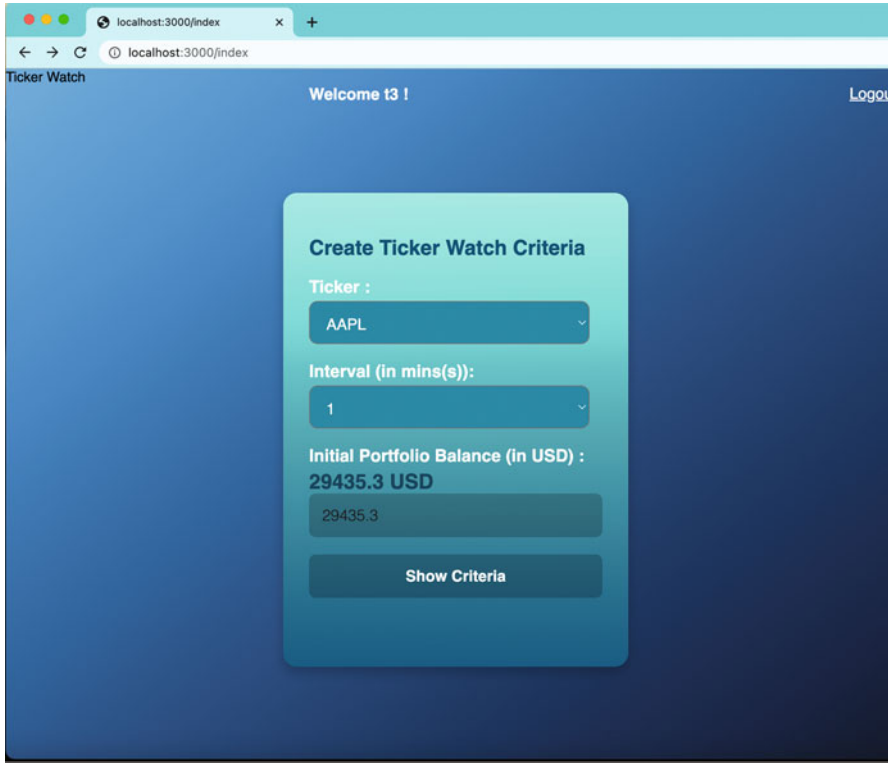 localhost:3000/index
localhost:3000/index
Ticker Watch
Welcome t3 !
Logou
Create Ticker Watch Criteria
Ticker :
AAPL
Interval (in mins(s)):
1
Initial Portfolio Balance (in USD) :
29435.3 USD
29435.3
Show Criteria